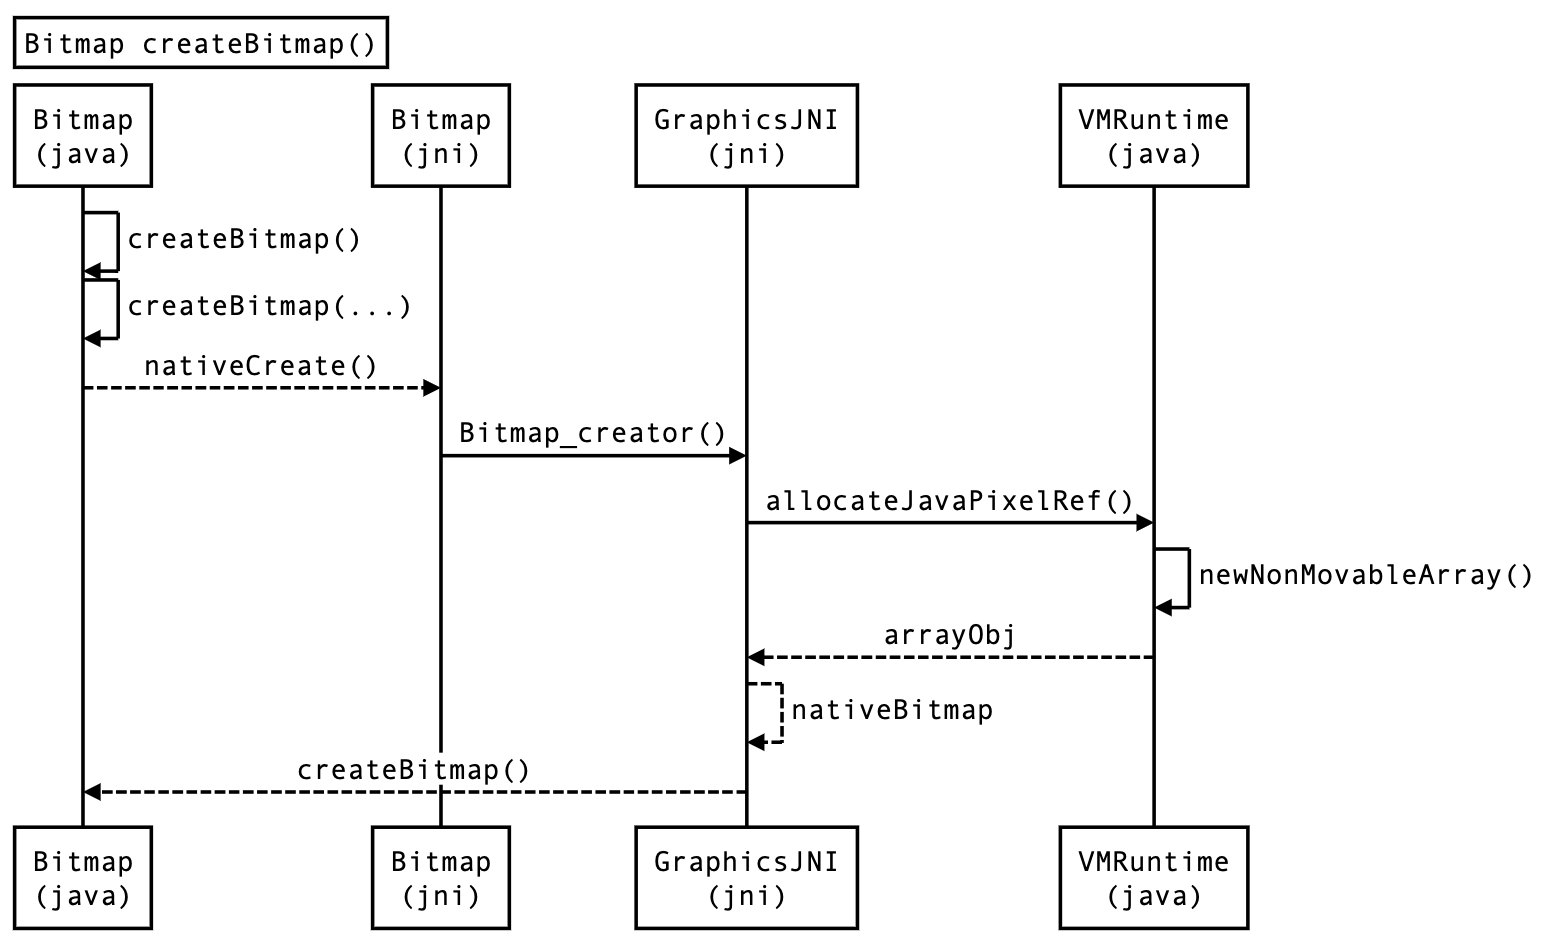 Bitmap createBitmap()
Bitmap
(java)
Bitmap
(jni)
GraphicsJNI
(jni)
VMRuntime
(java)
createBitmap()
createBitmap(...)
nativeCreate()
Bitmap_creator()
allocateJavaPixelRef()
newNonMovableArray()
arrayObj
nativeBitmap
createBitmap()
Bitmap
(java)
Bitmap
(jni)
GraphicsJNI
(jni)
VMRuntime
(java)